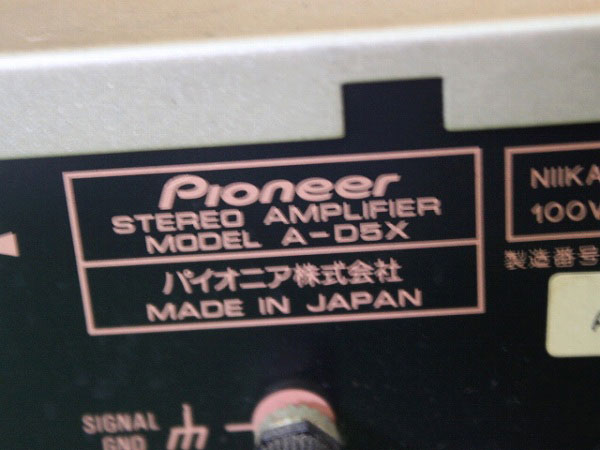 Pioneer
STEREO AMPLIFIER
MODEL A-D5X
パイオニア株式会社
MADE IN JAPAN
NIIKA
100V
製造番号
SIGNAL
GND